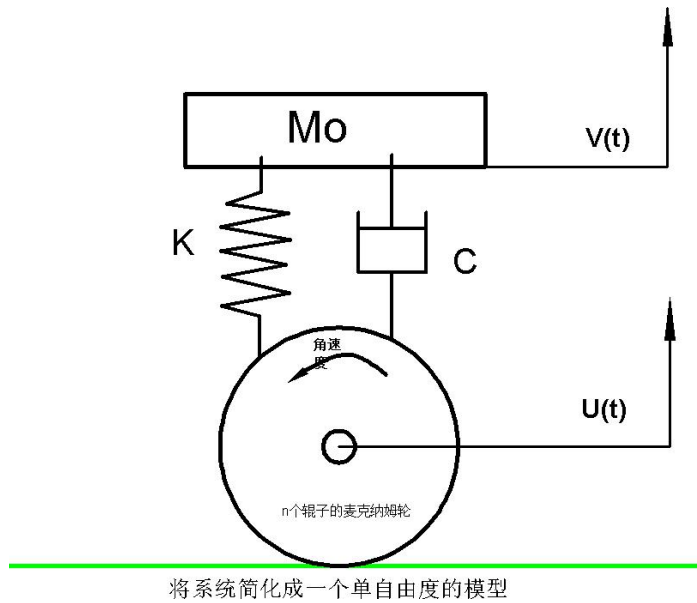 Mo
V(t)
K
C
角速
度
U(t)
n个辊子的麦克纳姆轮
将系统简化成一个单自由度的模型